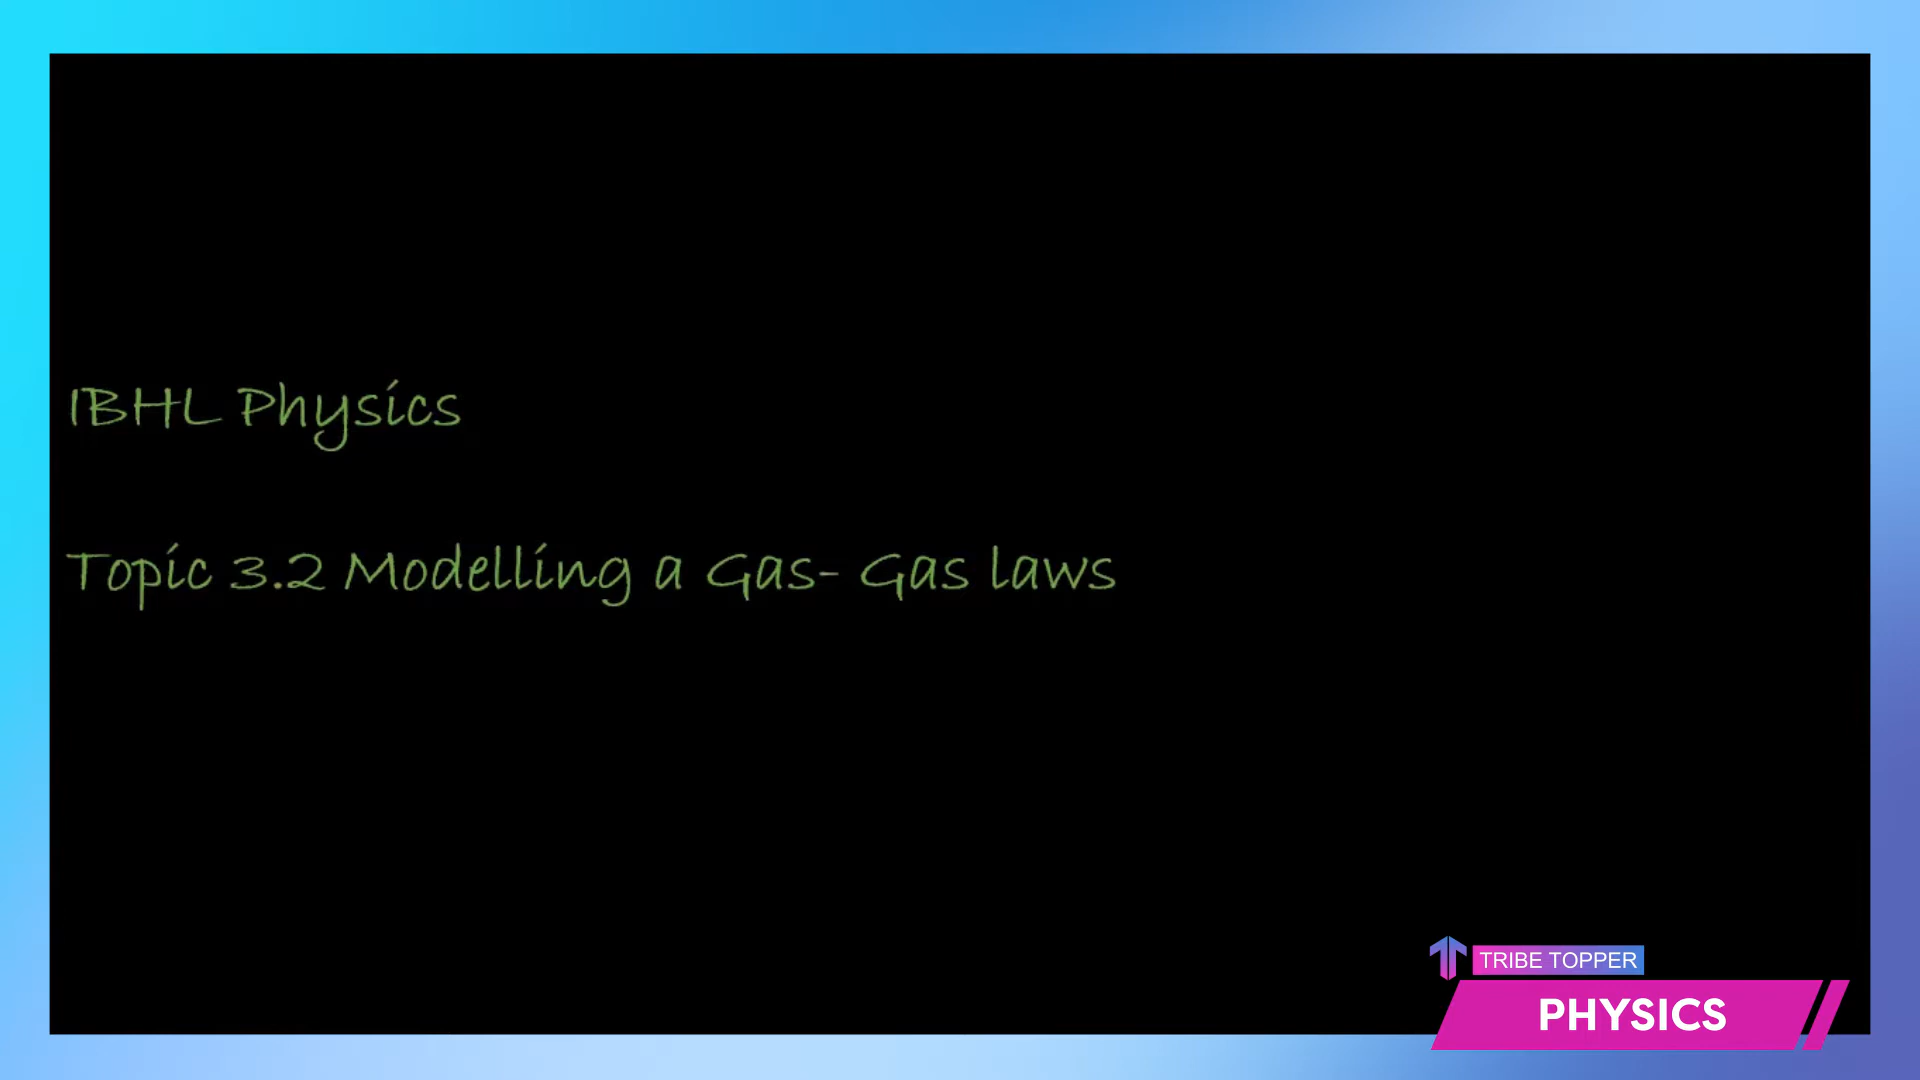 IBHL Physics
Topic 3.2 Modelling a Gas- Gas laws
TRIBE TOPPER
PHYSICS